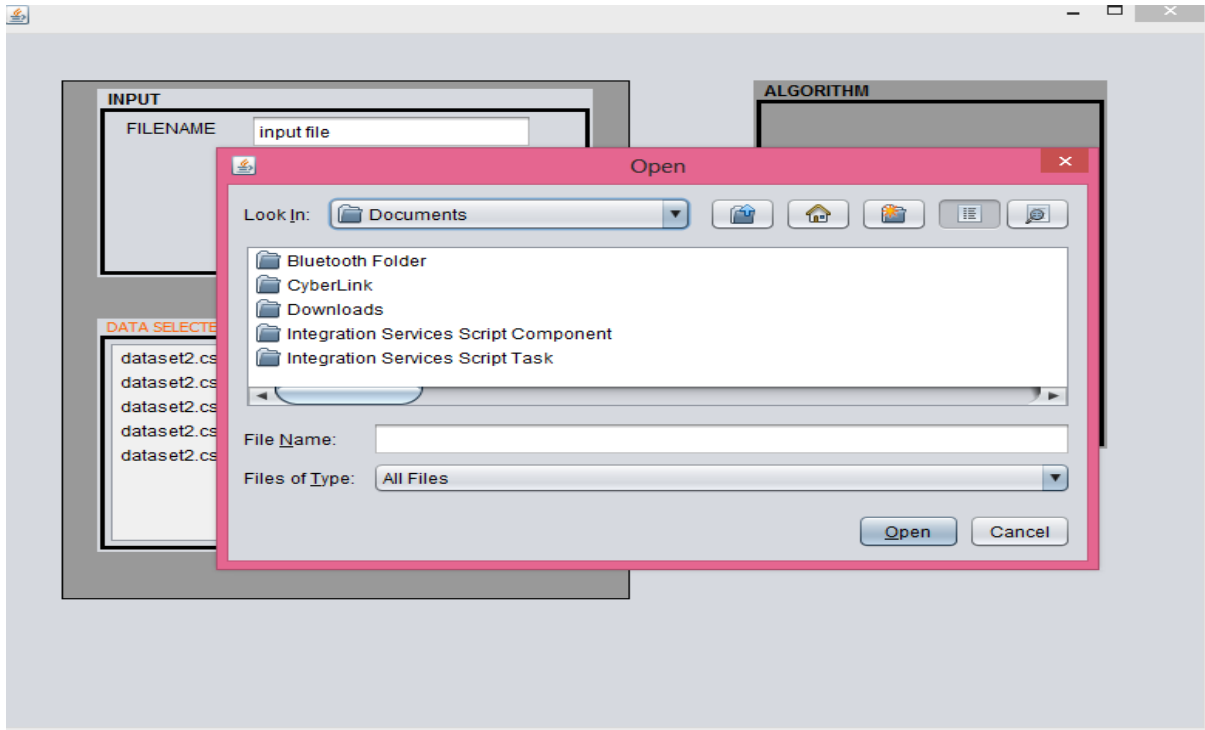 INPUT
FILENAME input file
ALGORITHM
Open
Look In: Documents
Bluetooth Folder
CyberLink
Downloads
Integration Services Script Component
Integration Services Script Task
File Name:
Files of Type: All Files
Open Cancel
DATA SELECTE
dataset2.cs
dataset2.cs
dataset2.cs
dataset2.cs
dataset2.cs